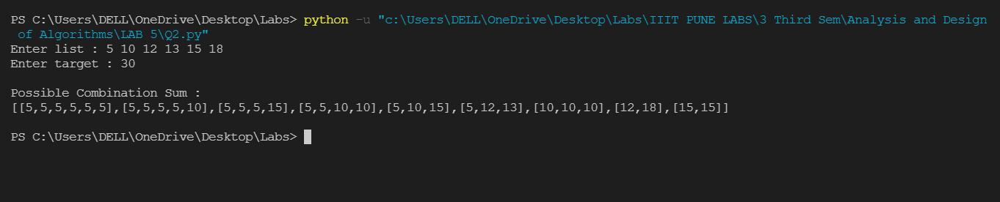 PS C:\Users\DELL\OneDrive\Desktop\Labs> python -u "c:\Users\DELL\OneDrive\Desktop\Labs\IIIT PUNE LABS\3 Third Sem\Analysis and Design
of Algorithms\LAB 5\Q2.py"
Enter list : 5 10 12 13 15 18
Enter target : 30
Possible Combination Sum :
[[5,5,5,5,5,5],[5,5,5,5,10],[5,5,5,15],[5,5,10,10],[5,10,15],[5,12,13],[10,10,10],[12,18],[15,15]]
PS C:\Users\DELL\OneDrive\Desktop\Labs>